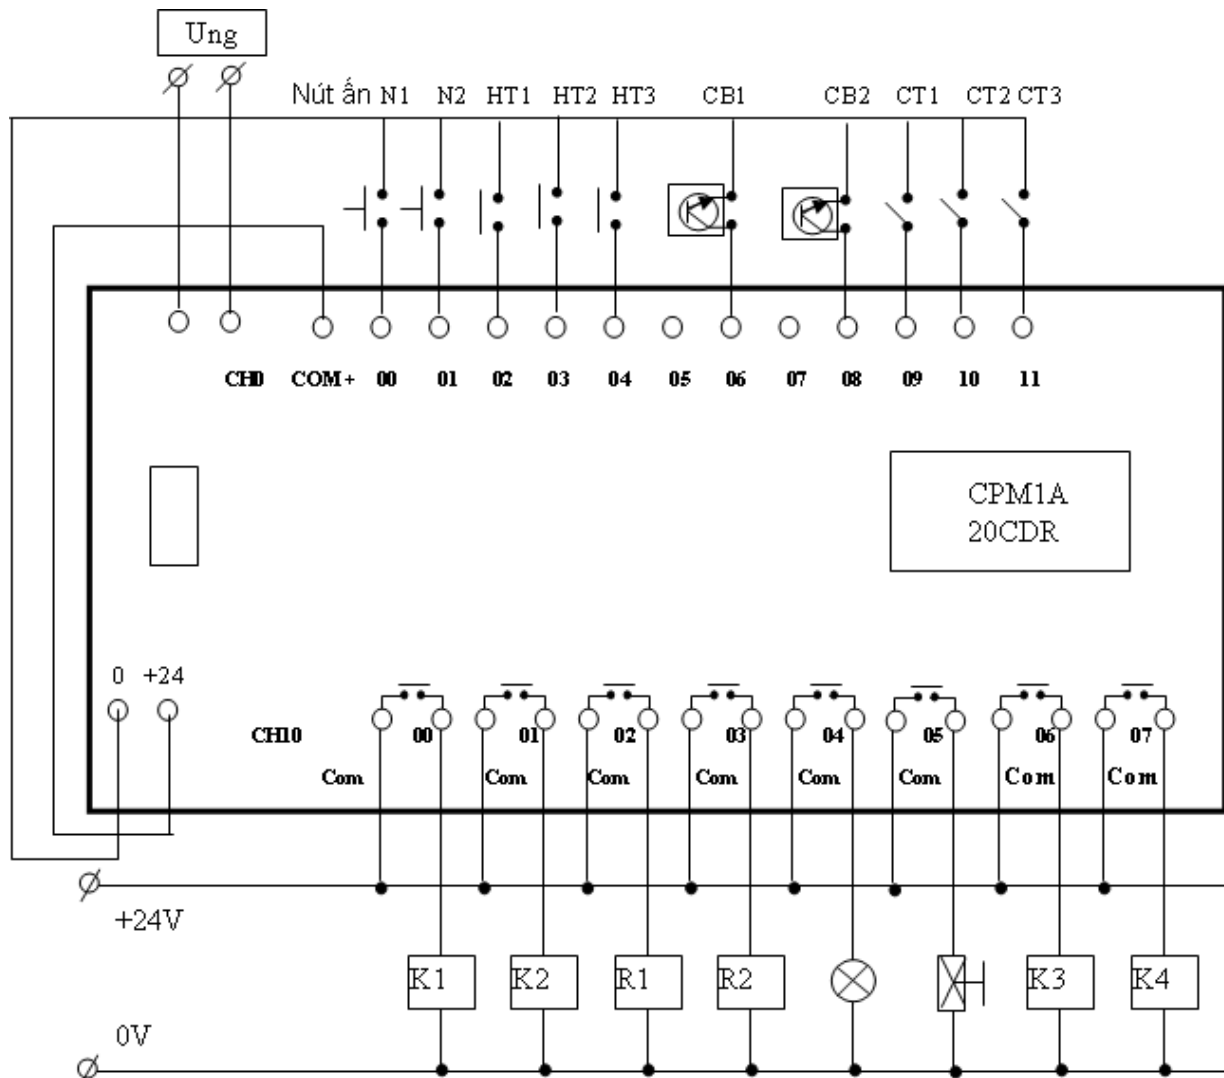 Ung
Nút ấn N1 N2 HT1 HT2 HT3 CB1 CB2 CT1 CT2 CT3
CH0 COM+ 00 01 02 03 04 05 06 07 08 09 10 11
CPM1A
20CDR
0 +24
CH10 00 01 02 03 04 05 06 07
Com Com Com Com Com Com Com Com
+24V
K1 K2 R1 R2 K3 K4
0V